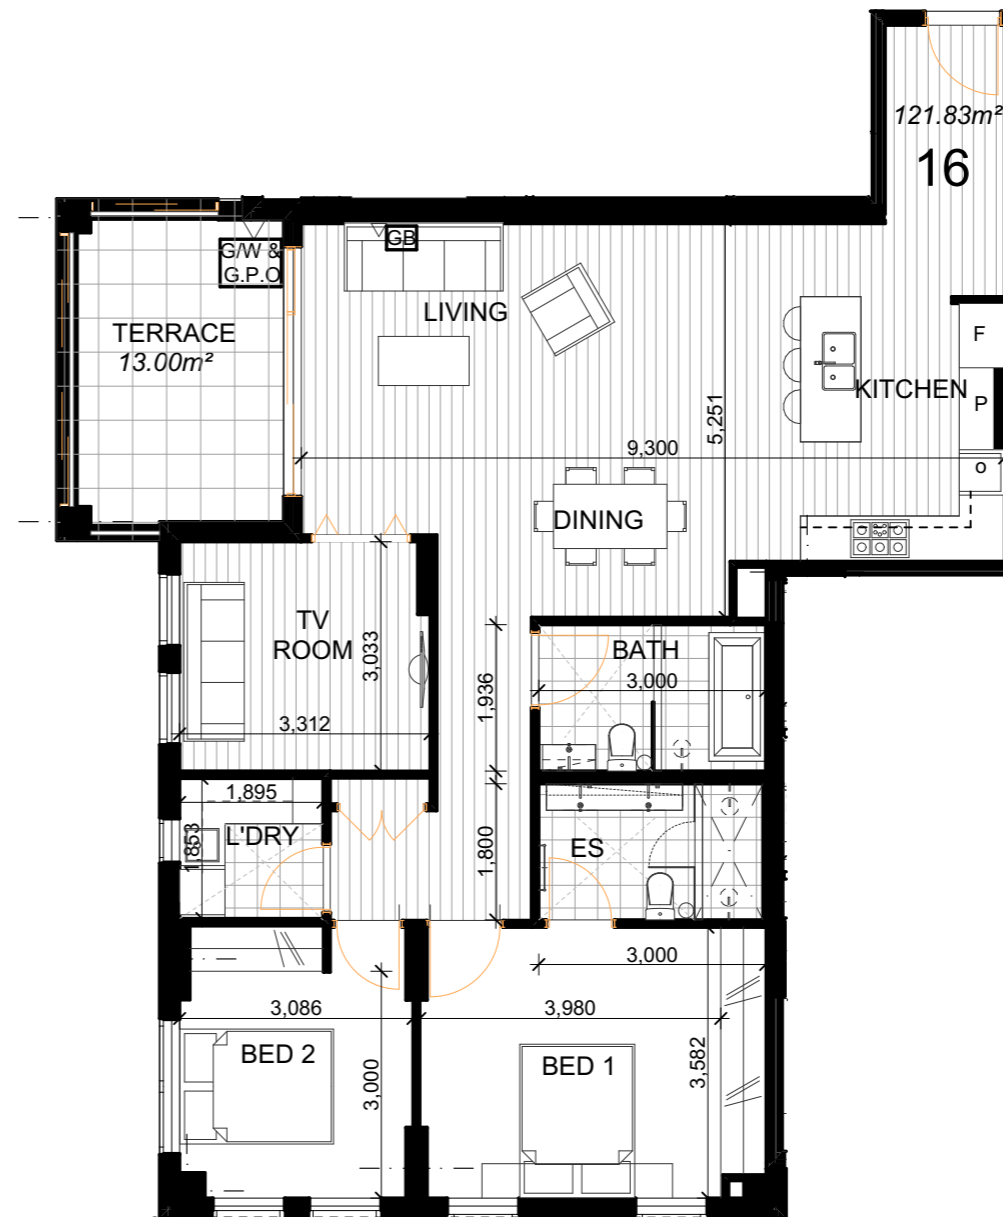 121.83m²
16
G/W &
G.P.O
GB
LIVING
TERRACE
13.00m²
F
KITCHEN
P
5,251
9,300
O
DINING
TV
ROOM
3,033
3,312
BATH
3,000
1,936
1,895
L'DRY
1,853
ES
1,800
3,000
3,086
3,980
BED 2
BED 1
3,000
3,582